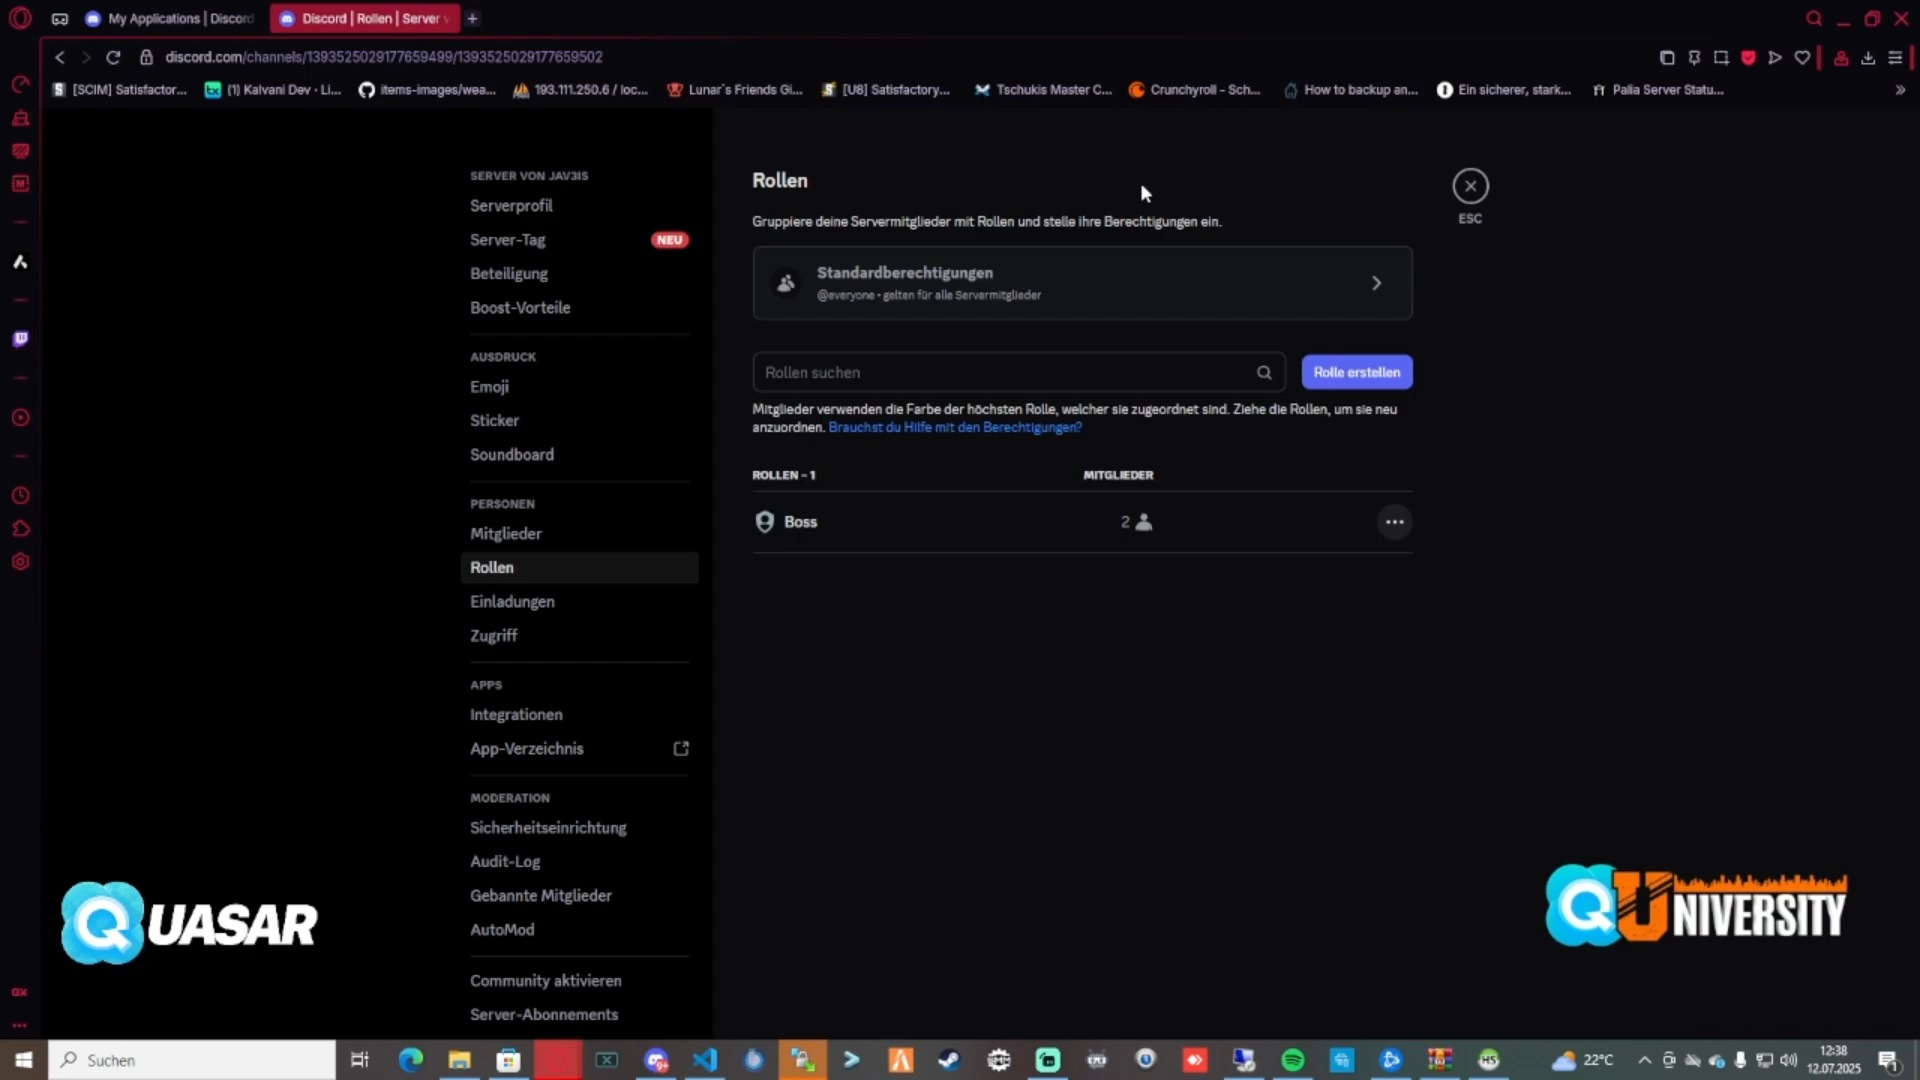 My Applications | Discord
Discord | Rollen | Server v
discord.com/channels/1393525029177659499/1393525029177659502
[SCIM] Satisfactor...
(1) Kalvani Dev · Li...
items-images/wea...
193.111.250.6 / loc...
Lunar´s Friends Gi...
[U8] Satisfactory...
Tschukis Master C...
Crunchyroll - Sch...
How to backup an...
Ein sicherer, stark...
Palia Server Statu...
SERVER VON JAV3IS
Serverprofil
Server-Tag
NEU
Beteiligung
Boost-Vorteile
AUSDRUCK
Emoji
Sticker
Soundboard
PERSONEN
Mitglieder
Rollen
Einladungen
Zugriff
APPS
Integrationen
App-Verzeichnis
MODERATION
Sicherheitseinrichtung
Audit-Log
Gebannte Mitglieder
AutoMod
Community aktivieren
Server-Abonnements
Rollen
Gruppiere deine Servermitglieder mit Rollen und stelle ihre Berechtigungen ein.
Standardberechtigungen
@everyone • gelten für alle Servermitglieder
Rollen suchen
Rolle erstellen
Mitglieder verwenden die Farbe der höchsten Rolle, welcher sie zugeordnet sind. Ziehe die Rollen, um sie neu
anzuordnen. Brauchst du Hilfe mit den Berechtigungen?
ROLLEN – 1
MITGLIEDER
Boss
2
ESC
QUASAR
QUNIVERSITY
GX
Suchen
22°C
12:38
12.07.2025